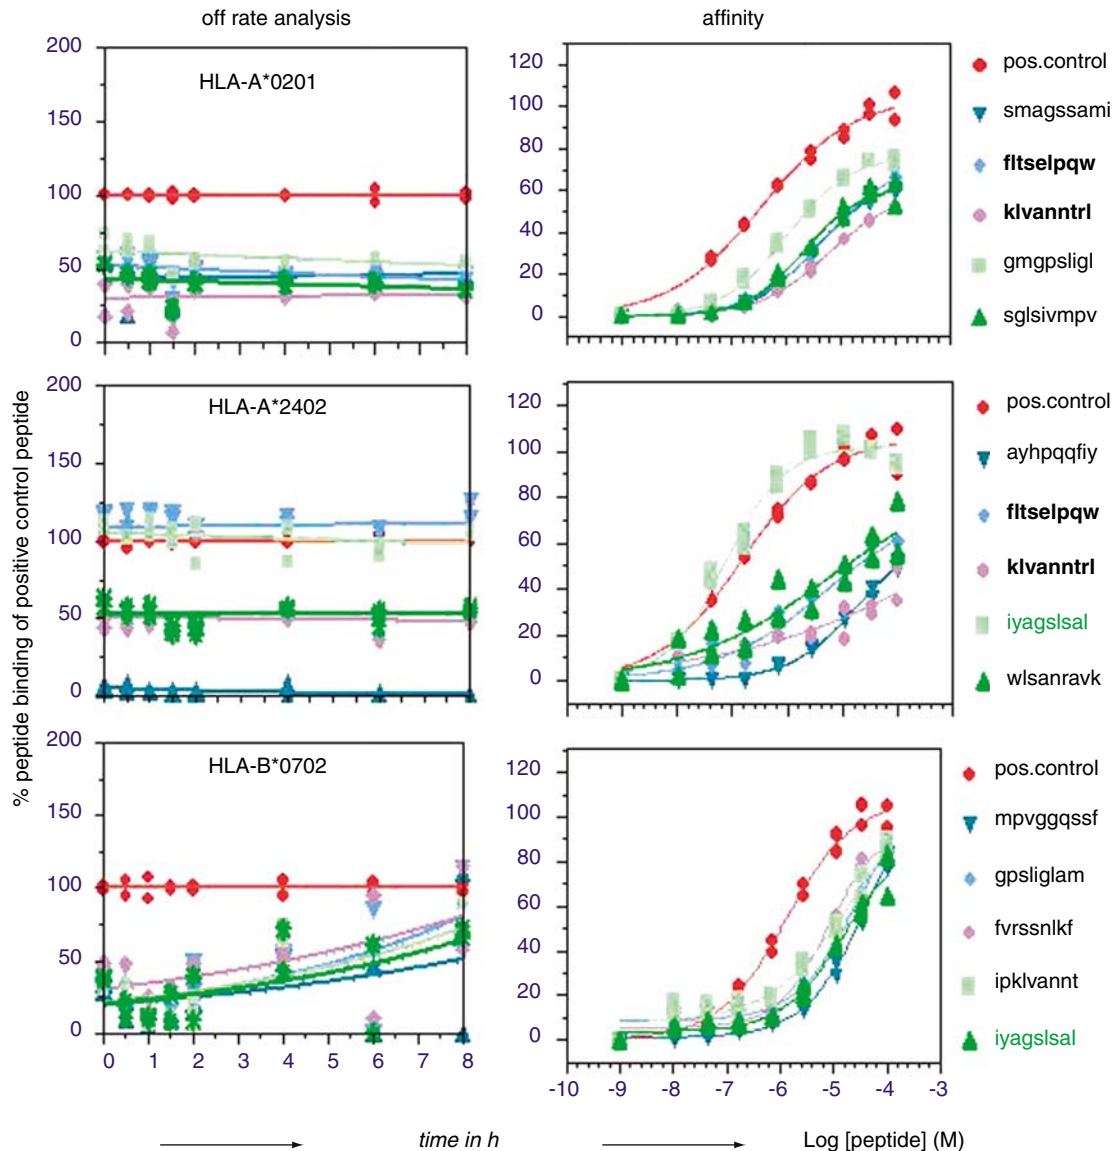 off rate analysis
affinity
% peptide binding of positive control peptide
HLA-A*0201
200
150
100
50
0
120
100
80
60
40
20
0
pos.control
smagssami
fltselpqw
klvanntrl
gmgpsligl
sglsivmpv
HLA-A*2402
200
150
100
50
0
120
100
80
60
40
20
0
pos.control
ayhpqqfiy
fltselpqw
klvanntrl
iyagslsal
wlsanravk
HLA-B*0702
200
150
100
50
0
0 1 2 3 4 5 6 7 8
120
100
80
60
40
20
0
-10 -9 -8 -7 -6 -5 -4 -3
pos.control
mpvggqssf
gpsliglam
fvrssnlkf
ipklvannt
iyagslsal
time in h
Log [peptide] (M)